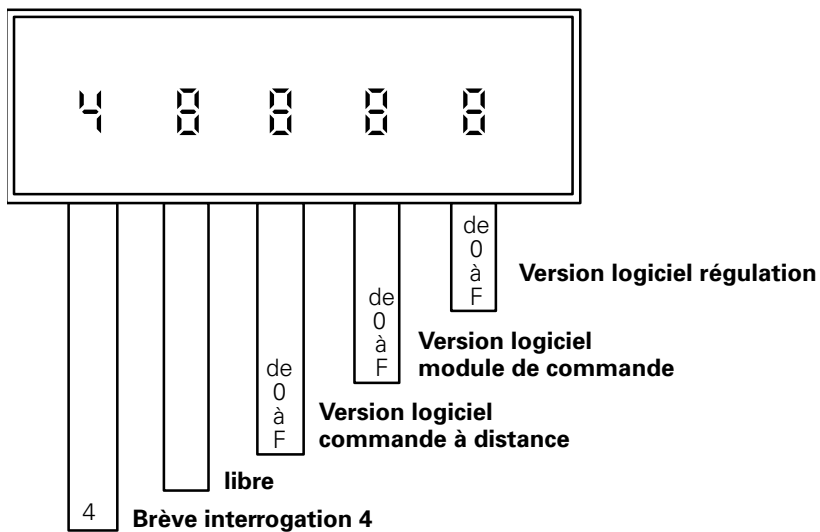 4 8 8 8 8
de
0
à
F
Version logiciel régulation
de
0
à
F
Version logiciel
module de commande
de
0
à
F
Version logiciel
commande à distance
libre
4
Brève interrogation 4